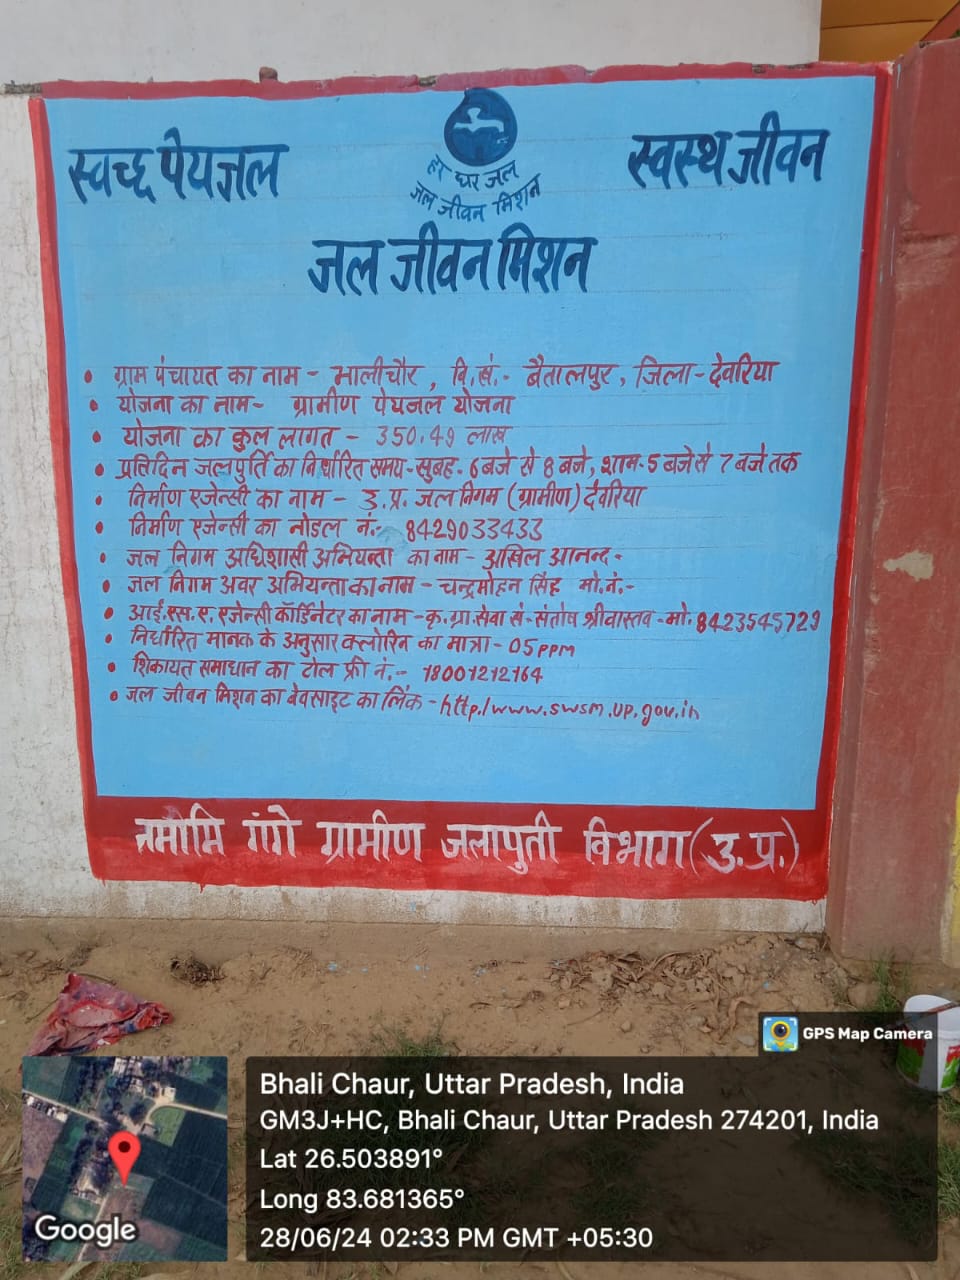 स्वच्छ पेयजल
हर घर जल
जल जीवन मिशन
स्वस्थ जीवन
जल जीवन मिशन
• ग्राम पंचायत का नाम - भालीचौर, वि.खं.- बैतालपुर, जिला - देवरिया
• योजना का नाम- ग्रामीण पेयजल योजना
• योजना का कुल लागत - 350.49 लाख
• प्रतिदिन जलपुर्ति का निर्धारित समय - सुबह. 6 बजे से 8 बजे, शाम- 5 बजे से 7 बजे तक
• निर्माण एजेन्सी का नाम - उ.प्र. जल निगम (ग्रामीण) देवरिया
• निर्माण एजेन्सी का नोडल नं.- 8429033433
• जल निगम अधिशासी अभियन्ता का नाम - अखिल आनन्द -
• जल निगम अवर अभियन्ता का नाम - चन्द्रमोहन सिंह मो.नं.-
• आई.एस.ए. एजेन्सी कॉर्डिनेटर का नाम - कृ.ग्रा.सेवा सं- संतोष श्रीवास्तव - मो. 8423545729
• निर्धारित मानक के अनुसार क्लोरिन का मात्रा - 05 PPM
• शिकायत समाधान का टोल फ्री नं.- 18001212164
• जल जीवन मिशन का वेबसाइट का लिंक - http./www.swsm.up.gov.in
नमामि गंगे ग्रामीण जलापुर्ती विभाग (उ.प्र.)
GPS Map Camera
Google
Bhali Chaur, Uttar Pradesh, India
GM3J+HC, Bhali Chaur, Uttar Pradesh 274201, India
Lat 26.503891°
Long 83.681365°
28/06/24 02:33 PM GMT +05:30